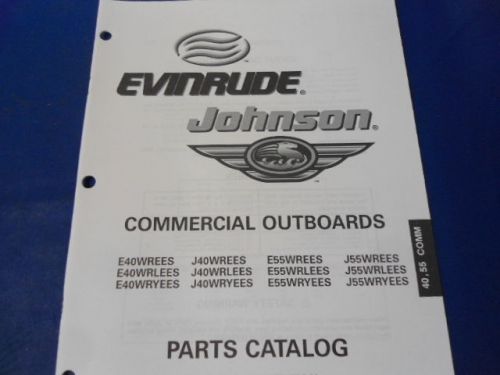 EVINRUDE®
Johnson®
COMMERCIAL OUTBOARDS
E40WREES J40WREES E55WREES J55WREES
E40WRLEES J40WRLEES E55WRLEES J55WRLEES
E40WRYEES J40WRYEES E55WRYEES J55WRYEES
40, 55 COMM
PARTS CATALOG